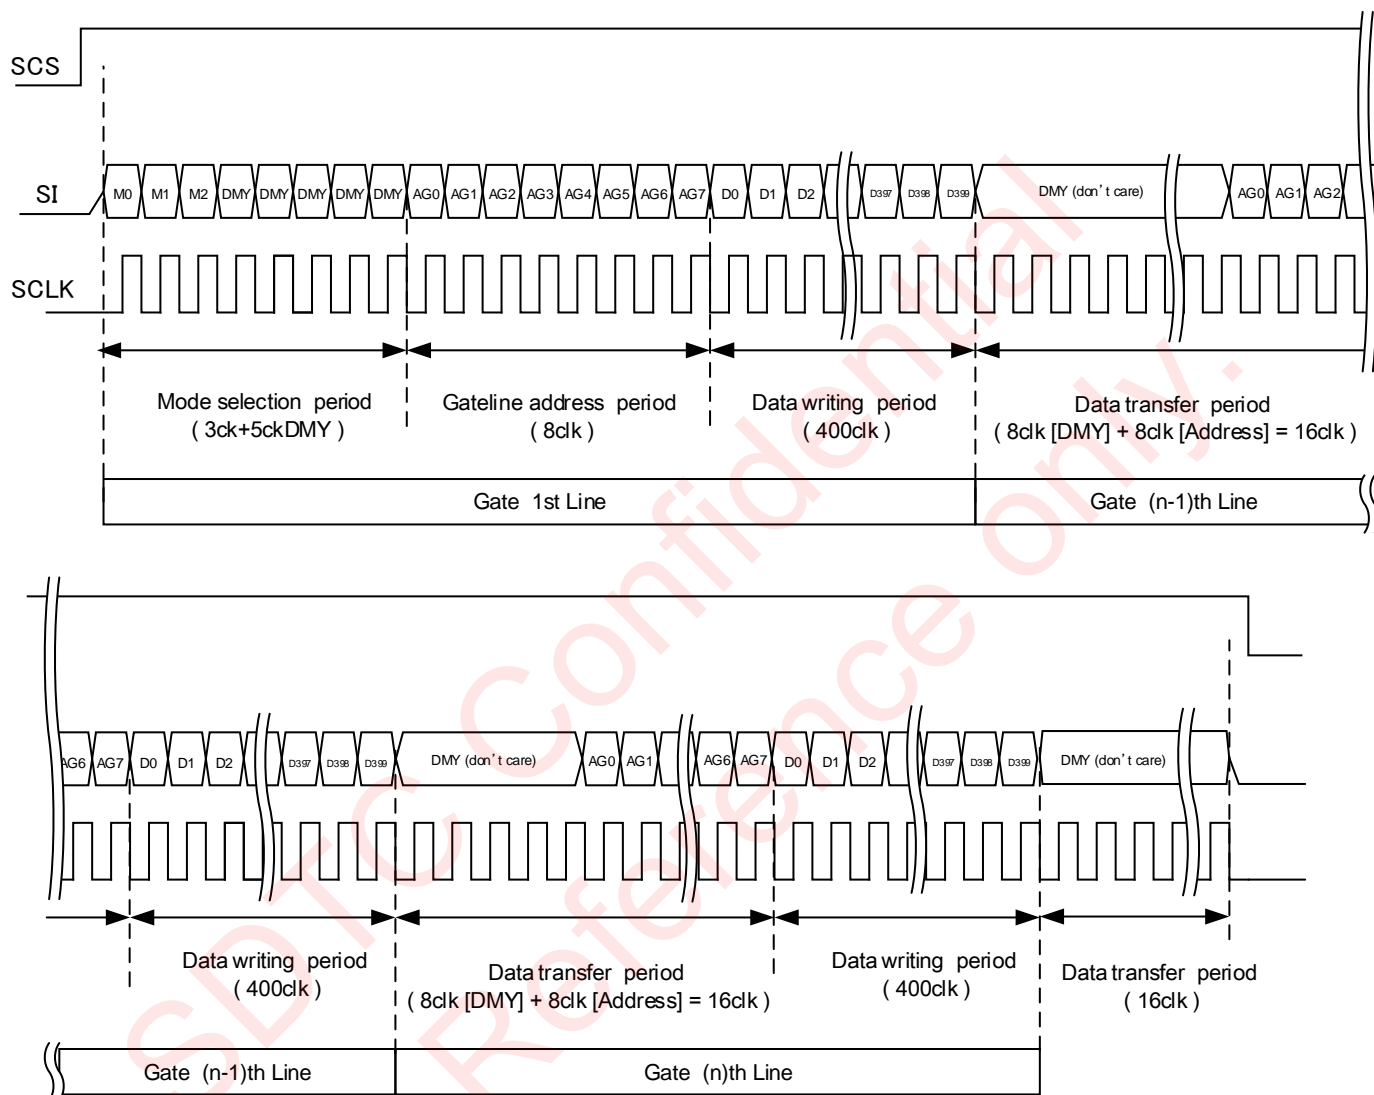 SCS
SI
M0 M1 M2 DMY DMY DMY DMY DMY AG0 AG1 AG2 AG3 AG4 AG5 AG6 AG7 D0 D1 D2 D397 D398 D399 DMY (don't care) AG0 AG1 AG2
SCLK
Mode selection period
( 3ck+5ckDMY )
Gateline address period
( 8clk )
Data writing period
( 400clk )
Data transfer period
( 8clk [DMY] + 8clk [Address] = 16clk )
Gate 1st Line
Gate (n-1)th Line
AG6 AG7 D0 D1 D2 D397 D398 D399 DMY (don't care) AG0 AG1 AG6 AG7 D0 D1 D2 D397 D398 D399 DMY (don't care)
Data writing period
( 400clk )
Data transfer period
( 8clk [DMY] + 8clk [Address] = 16clk )
Data writing period
( 400clk )
Data transfer period
( 16clk )
Gate (n-1)th Line
Gate (n)th Line
SDTC Confidential
Reference only.